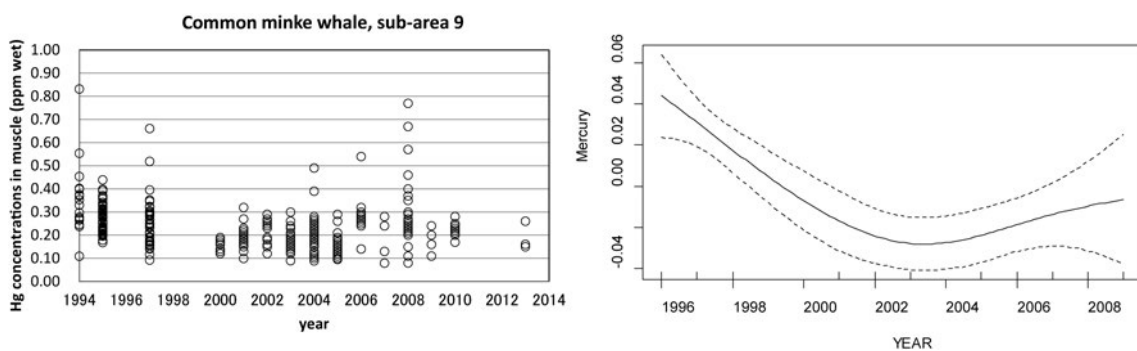 Common minke whale, sub-area 9
Hg concentrations in muscle (ppm wet)
1.00
0.90
0.80
0.70
0.60
0.50
0.40
0.30
0.20
0.10
0.00
1994 1996 1998 2000 2002 2004 2006 2008 2010 2012 2014
year
Mercury
0.06
0.04
0.02
0.00
-0.04
1996 1998 2000 2002 2004 2006 2008
YEAR